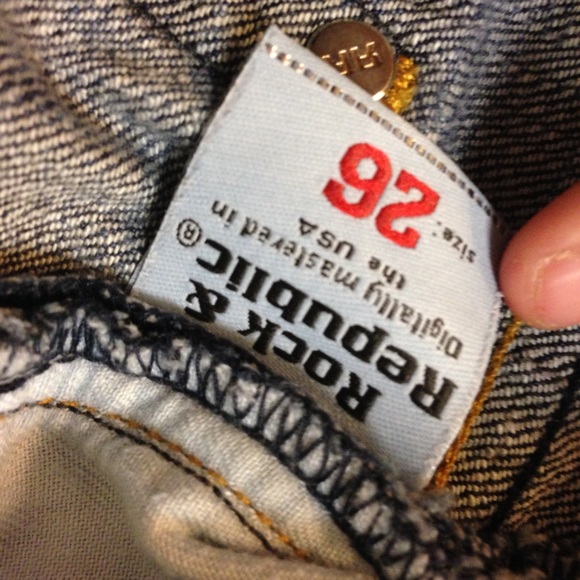 Rock &
Republic®
Digitally mastered in
the USA
size: 26